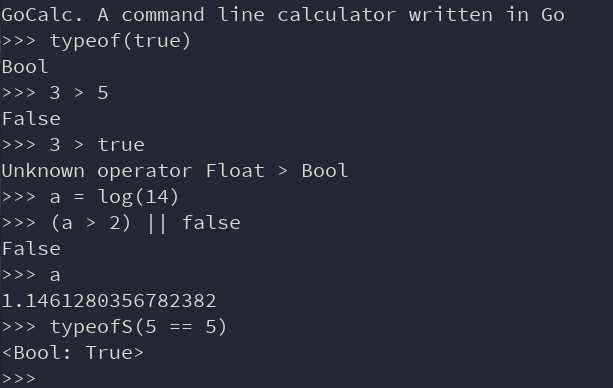 GoCalc. A command line calculator written in Go
>>> typeof(true)
Bool
>>> 3 > 5
False
>>> 3 > true
Unknown operator Float > Bool
>>> a = log(14)
>>> (a > 2) || false
False
>>> a
1.1461280356782382
>>> typeofS(5 == 5)
<Bool: True>
>>>